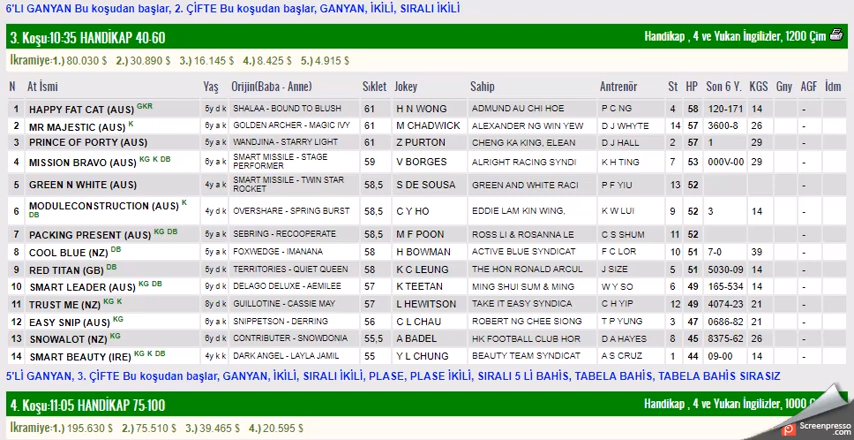 6'LI GANYAN Bu koşudan başlar, 2. ÇİFTE Bu koşudan başlar, GANYAN, İKİLİ, SIRALI İKİLİ
3. Koşu:10:35 HANDİKAP 40-60 Handikap , 4 ve Yukarı İngilizler, 1200 Çim
İkramiye:1.) 80.030 $ 2.) 30.890 $ 3.) 16.145 $ 4.) 8.425 $ 5.) 4.915 $
N At İsmi Yaş Orijin(Baba - Anne) Sıklet Jokey Sahip Antrenör St HP Son 6 Y. KGS Gny AGF İdm
1 HAPPY FAT CAT (AUS) GKR 6y d k SHALAA - BOUND TO BLUSH 61 H N WONG ADMUND AU CHI HOE P C NG 4 58 120-171 14 -
2 MR MAJESTIC (AUS) K 6y a k GOLDEN ARCHER - MAGIC IVY 61 M CHADWICK ALEXANDER NG WIN YEW D J WHYTE 14 57 3600-8 26 -
3 PRINCE OF PORTY (AUS) 5y a k WANDJINA - STARRY LIGHT 61 Z PURTON CHENG KA KING, ELEAN D J HALL 2 57 1 29 -
4 MISSION BRAVO (AUS) KG K DB 6y a k SMART MISSILE - STAGE PERFORMER 59 V BORGES ALRIGHT RACING SYNDI K H TING 7 53 000V-00 29 -
5 GREEN N WHITE (AUS) 4y a k SMART MISSILE - TWIN STAR ROCKET 58,5 S DE SOUSA GREEN AND WHITE RACI P F YIU 13 52 -
6 MODULECONSTRUCTION (AUS) K DB 4y d k OVERSHARE - SPRING BURST 58,5 C Y HO EDDIE LAM KIN WING, K W LUI 9 52 3 14 -
7 PACKING PRESENT (AUS) KG DB 6y a k SEBRING - RECOOPERATE 58,5 M F POON ROSS LI & ROSANNA LE C S SHUM 11 52 -
8 COOL BLUE (NZ) DB 5y a k FOXWEDGE - IMANANA 58 H BOWMAN ACTIVE BLUE SYNDICAT F C LOR 10 51 7-0 39 -
9 RED TITAN (GB) DB 5y d k TERRITORIES - QUIET QUEEN 58 K C LEUNG THE HON RONALD ARCUL J SIZE 5 51 5030-09 14 -
10 SMART LEADER (AUS) KG DB 6y d k DELAGO DELUXE - AEMILEE 57 K TEETAN MING SHUI SUM & MING W Y SO 6 49 165-534 14 -
11 TRUST ME (NZ) KG K 8y d k GUILLOTINE - CASSIE MAY 57 L HEWITSON TAKE IT EASY SYNDICA C H YIP 12 49 4074-23 21 -
12 EASY SNIP (AUS) KG 6y a k SNIPPETSON - DERRING 56 C L CHAU ROBERT NG CHEE SIONG T P YUNG 3 47 0686-82 21 -
13 SNOWALOT (NZ) KG 6y d k CONTRIBUTER - SNOWDONIA 55,5 A BADEL HK FOOTBALL CLUB HOR D A HAYES 8 45 8375-62 26 -
14 SMART BEAUTY (IRE) KG K DB 4y k k DARK ANGEL - LAYLA JAMIL 55 Y L CHUNG BEAUTY TEAM SYNDICAT A S CRUZ 1 44 09-00 14 -
5'Lİ GANYAN, 3. ÇİFTE Bu koşudan başlar, GANYAN, İKİLİ, SIRALI İKİLİ, PLASE, PLASE İKİLİ, SIRALI 5 Lİ BAHİS, TABELA BAHİS, TABELA BAHİS SIRASIZ
4. Koşu:11:05 HANDİKAP 75-100 Handikap , 4 ve Yukarı İngilizler, 1000
İkramiye:1.) 195.630 $ 2.) 75.510 $ 3.) 39.465 $ 4.) 20.595 $
Screenpresso
.com